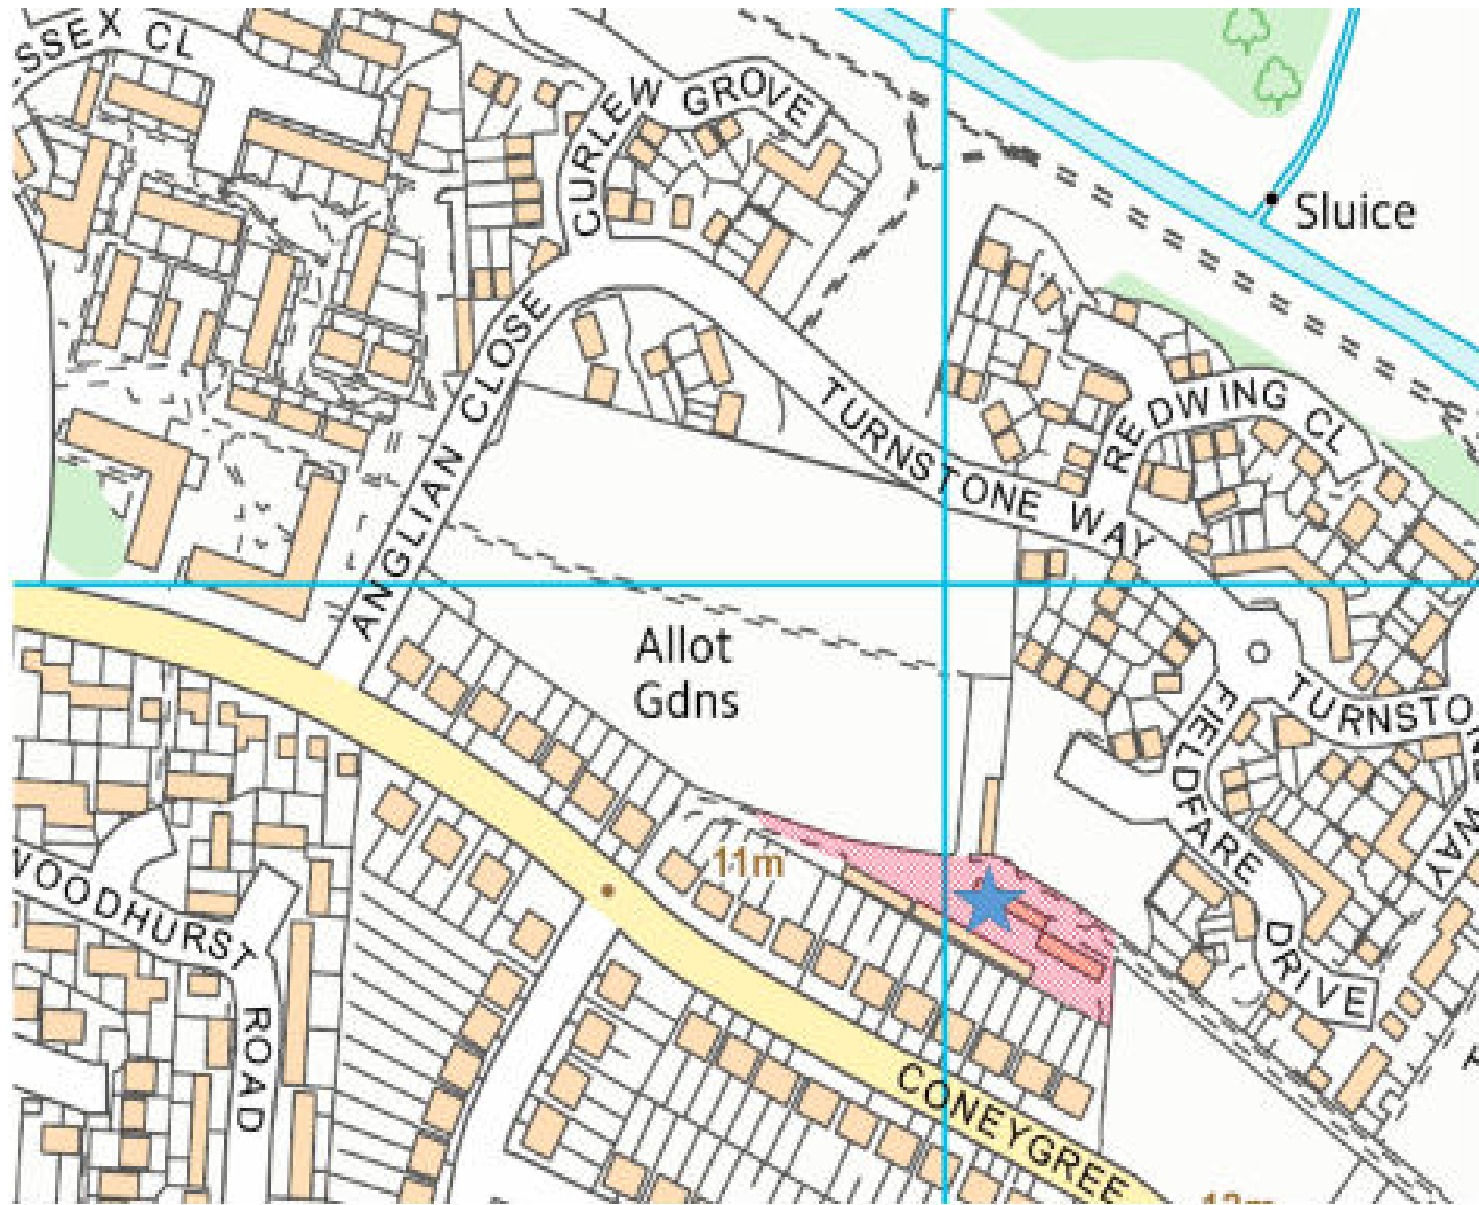 SSEX CL
CURLEW GROVE
Sluice
ANGLIAN CLOSE
TURNSTONE WAY
REDWING CL
Allot
Gdns
FIELDFARE DRIVE
TURNSTO
WAY
11m
WOODHURST ROAD
CONEYGREE